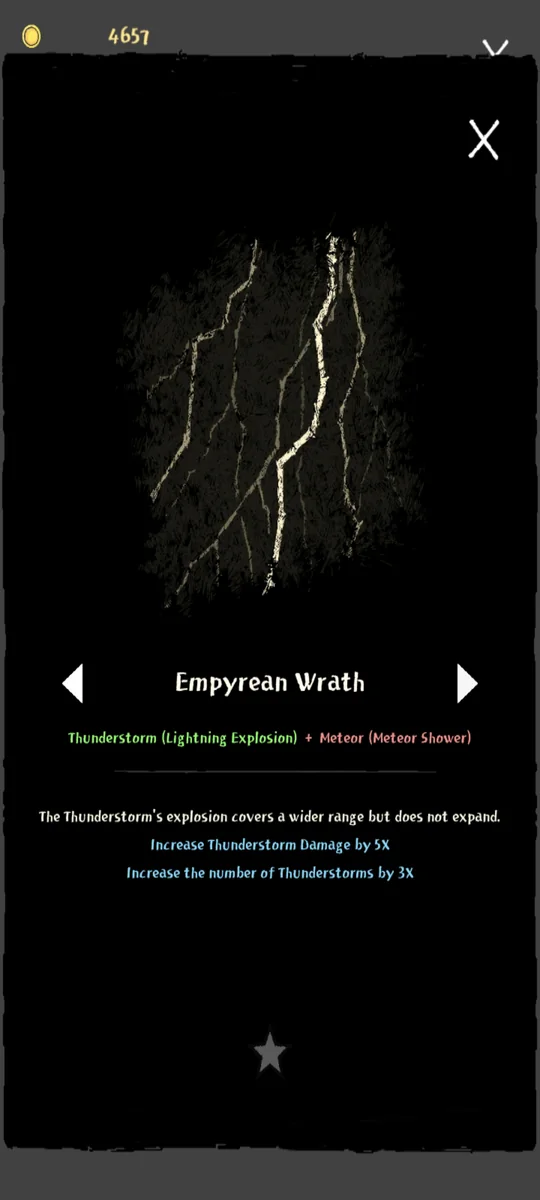 4657
X
Empyrean Wrath
Thunderstorm (Lightning Explosion) + Meteor (Meteor Shower)
The Thunderstorm's explosion covers a wider range but does not expand.
Increase Thunderstorm Damage by 5X
Increase the number of Thunderstorms by 3X